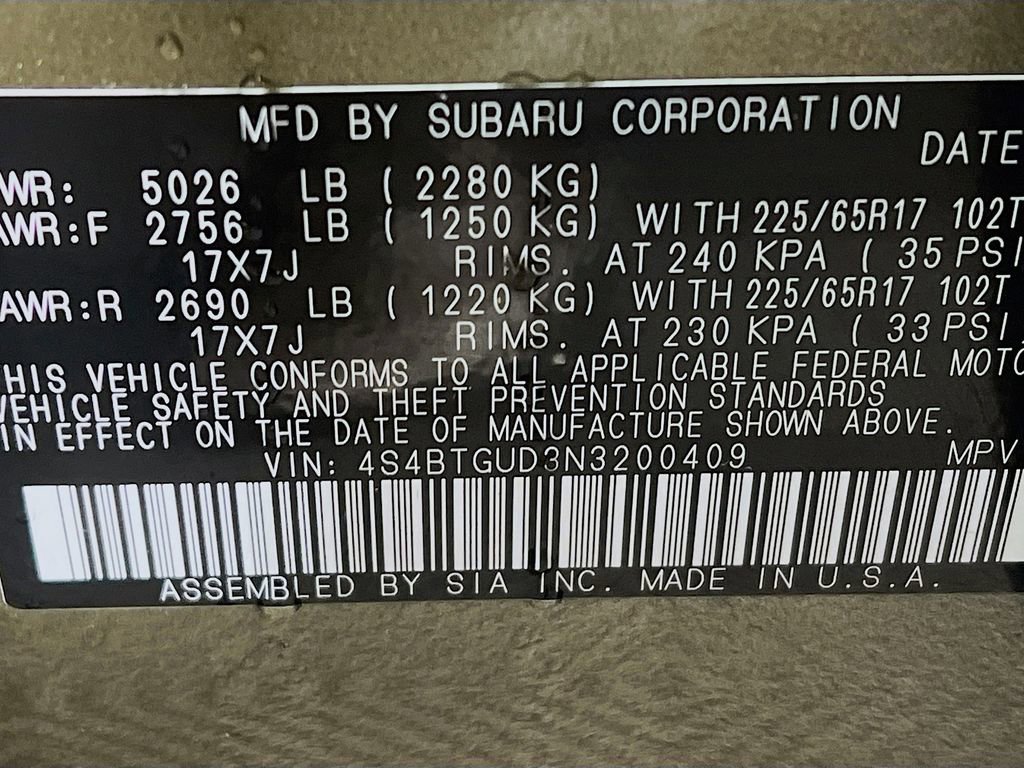 MFD BY SUBARU CORPORATION
DATE
WR: 5026 LB ( 2280 KG)
AWR:F 2756 LB ( 1250 KG) WITH 225/65R17 102T
17X7J RIMS. AT 240 KPA ( 35 PSI
AWR:R 2690 LB ( 1220 KG) WITH 225/65R17 102T
17X7J RIMS. AT 230 KPA ( 33 PSI,
HIS VEHICLE CONFORMS TO ALL APPLICABLE FEDERAL MOTO
VEHICLE SAFETY AND THEFT PREVENTION STANDARDS
IN EFFECT ON THE DATE OF MANUFACTURE SHOWN ABOVE.
VIN: 4S4BTGUD3N3200409 MPV
ASSEMBLED BY SIA INC. MADE IN U.S.A.